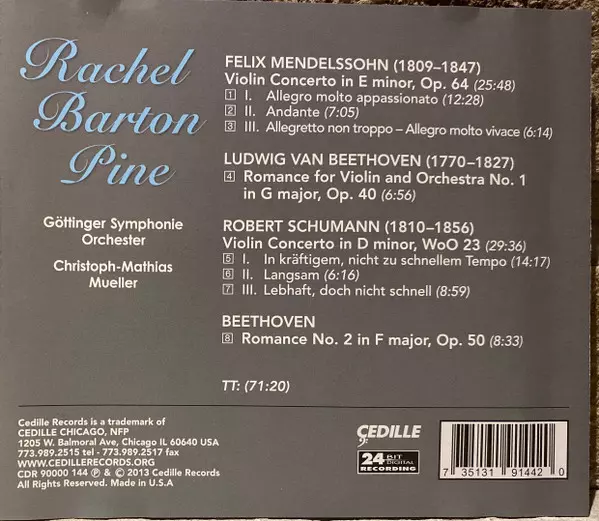 Rachel
Barton
Pine
Göttinger Symphonie
Orchester
Christoph-Mathias
Mueller
FELIX MENDELSSOHN (1809–1847)
Violin Concerto in E minor, Op. 64 (25:48)
1 I. Allegro molto appassionato (12:28)
2 II. Andante (7:05)
3 III. Allegretto non troppo – Allegro molto vivace (6:14)
LUDWIG VAN BEETHOVEN (1770–1827)
4 Romance for Violin and Orchestra No. 1
in G major, Op. 40 (6:56)
ROBERT SCHUMANN (1810–1856)
Violin Concerto in D minor, WoO 23 (29:36)
5 I. In kräftigem, nicht zu schnellem Tempo (14:17)
6 II. Langsam (6:16)
7 III. Lebhaft, doch nicht schnell (8:59)
BEETHOVEN
8 Romance No. 2 in F major, Op. 50 (8:33)
TT: (71:20)
Cedille Records is a trademark of
CEDILLE CHICAGO, NFP
1205 W. Balmoral Ave, Chicago IL 60640 USA
773.989.2515 tel • 773.989.2517 fax
WWW.CEDILLERECORDS.ORG
CDR 90000 144 Ⓟ & © 2013 Cedille Records
All Rights Reserved. Made in U.S.A
ÇEDILLE
24 BIT DIGITAL
RECORDING
7 35131 91442 0